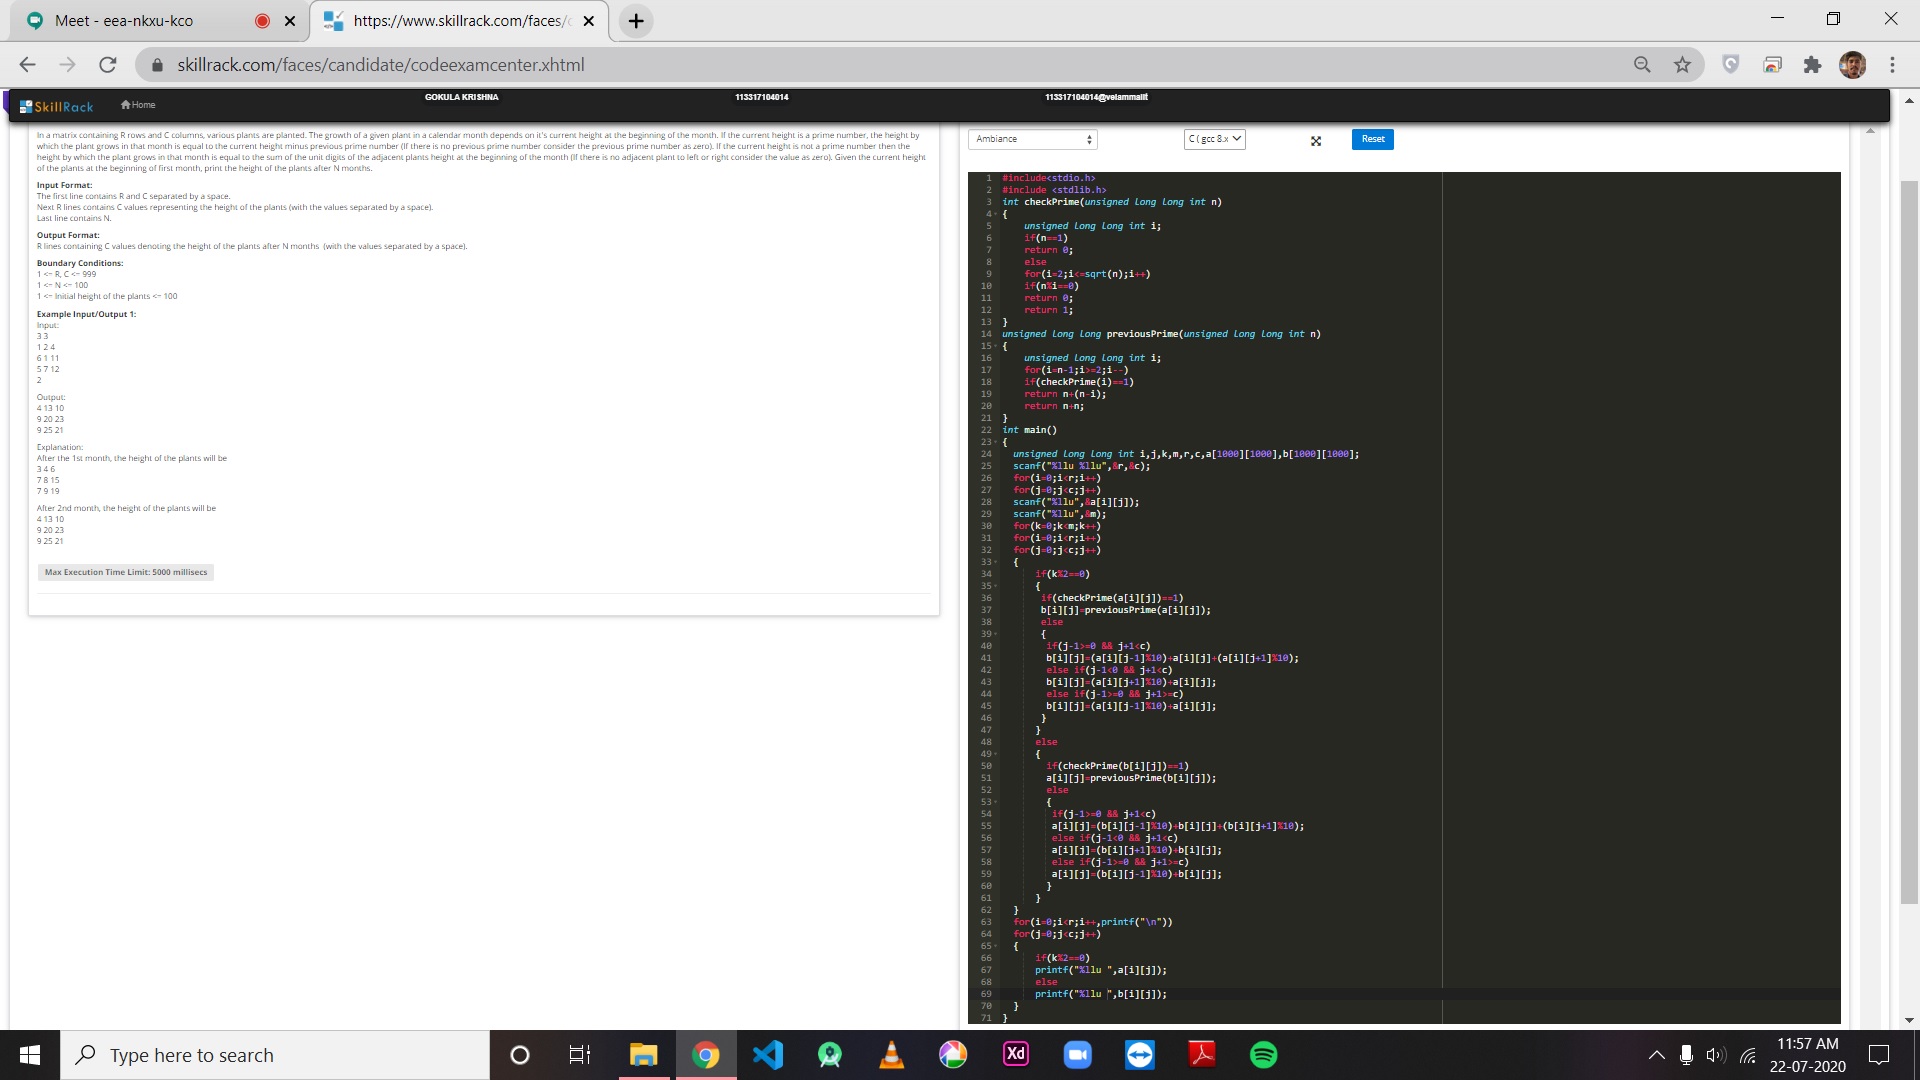 Meet - eea-nkxu-kco
https://www.skillrack.com/faces/c
skillrack.com/faces/candidate/codeexamcenter.xhtml
SkillRack
Home
GOKULA KRISHNA
113317104014
113317104014@velammalit
In a matrix containing R rows and C columns, various plants are planted. The growth of a given plant in a calendar month depends on it's current height at the beginning of the month. If the current height is a prime number, the height by
which the plant grows in that month is equal to the current height minus previous prime number (If there is no previous prime number consider the previous prime number as zero). If the current height is not a prime number then the
height by which the plant grows in that month is equal to the sum of the unit digits of the adjacent plants height at the beginning of the month (If there is no adjacent plant to left or right consider the value as zero). Given the current height
of the plants at the beginning of first month, print the height of the plants after N months.
Input Format:
The first line contains R and C separated by a space.
Next R lines contains C values representing the height of the plants (with the values separated by a space).
Last line contains N.
Output Format:
R lines containing C values denoting the height of the plants after N months (with the values separated by a space).
Boundary Conditions:
1 <= R, C <= 999
1 <= N <= 100
1 <= Initial height of the plants <= 100
Example Input/Output 1:
Input:
3 3
1 2 4
6 1 11
5 7 12
2
Output:
4 13 10
9 20 23
9 25 21
Explanation:
After the 1st month, the height of the plants will be
3 4 6
7 8 15
7 9 19
After 2nd month, the height of the plants will be
4 13 10
9 20 23
9 25 21
Max Execution Time Limit: 5000 millisecs
Ambiance
C ( gcc 8.x
Reset
1 #include<stdio.h>
2 #include <stdlib.h>
3 int checkPrime(unsigned long long int n)
4 {
5 unsigned long long int i;
6 if(n==1)
7 return 0;
8 else
9 for(i=2;i<=sqrt(n);i++)
10 if(n%i==0)
11 return 0;
12 return 1;
13 }
14 unsigned long long previousPrime(unsigned long long int n)
15 {
16 unsigned long long int i;
17 for(i=n-1;i>=2;i--)
18 if(checkPrime(i)==1)
19 return n+(n-i);
20 return n+n;
21 }
22 int main()
23 {
24 unsigned long long int i,j,k,m,r,c,a[1000][1000],b[1000][1000];
25 scanf("%llu %llu",&r,&c);
26 for(i=0;i<r;i++)
27 for(j=0;j<c;j++)
28 scanf("%llu",&a[i][j]);
29 scanf("%llu",&m);
30 for(k=0;k<m;k++)
31 for(i=0;i<r;i++)
32 for(j=0;j<c;j++)
33 {
34 if(k%2==0)
35 {
36 if(checkPrime(a[i][j])==1)
37 b[i][j]=previousPrime(a[i][j]);
38 else
39 {
40 if(j-1>=0 && j+1<c)
41 b[i][j]=(a[i][j-1]%10)+a[i][j]+(a[i][j+1]%10);
42 else if(j-1<0 && j+1<c)
43 b[i][j]=(a[i][j+1]%10)+a[i][j];
44 else if(j-1>=0 && j+1>=c)
45 b[i][j]=(a[i][j-1]%10)+a[i][j];
46 }
47 }
48 else
49 {
50 if(checkPrime(b[i][j])==1)
51 a[i][j]=previousPrime(b[i][j]);
52 else
53 {
54 if(j-1>=0 && j+1<c)
55 a[i][j]=(b[i][j-1]%10)+b[i][j]+(b[i][j+1]%10);
56 else if(j-1<0 && j+1<c)
57 a[i][j]=(b[i][j+1]%10)+b[i][j];
58 else if(j-1>=0 && j+1>=c)
59 a[i][j]=(b[i][j-1]%10)+b[i][j];
60 }
61 }
62 }
63 for(i=0;i<r;i++,printf("\n"))
64 for(j=0;j<c;j++)
65 {
66 if(k%2==0)
67 printf("%llu ",a[i][j]);
68 else
69 printf("%llu ",b[i][j]);
70 }
71 }
Type here to search
Xd
11:57 AM
22-07-2020